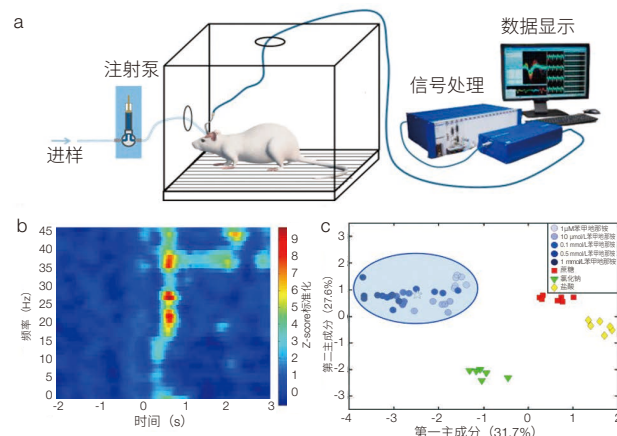 a
数据显示
注射泵
信号处理
进样
b
45
40
35
30
25
20
15
10
5
0
频率 (Hz)
-2
-1
0
1
2
3
时间 (s)
9
8
7
6
5
4
3
2
1
0
Z-score标准化
c
3
2
1
0
-1
-2
-3
第二主成分 (27.6%)
-4
-3
-2
-1
0
1
2
第一主成分 (31.7%)
1μM苯甲地那铵
10 μmo/L苯甲地那铵
0.1 mmo/L苯甲地那铵
0.5 mmo/L苯甲地那铵
1 mmo/L苯甲地那铵
蔗糖
氯化钠
盐酸